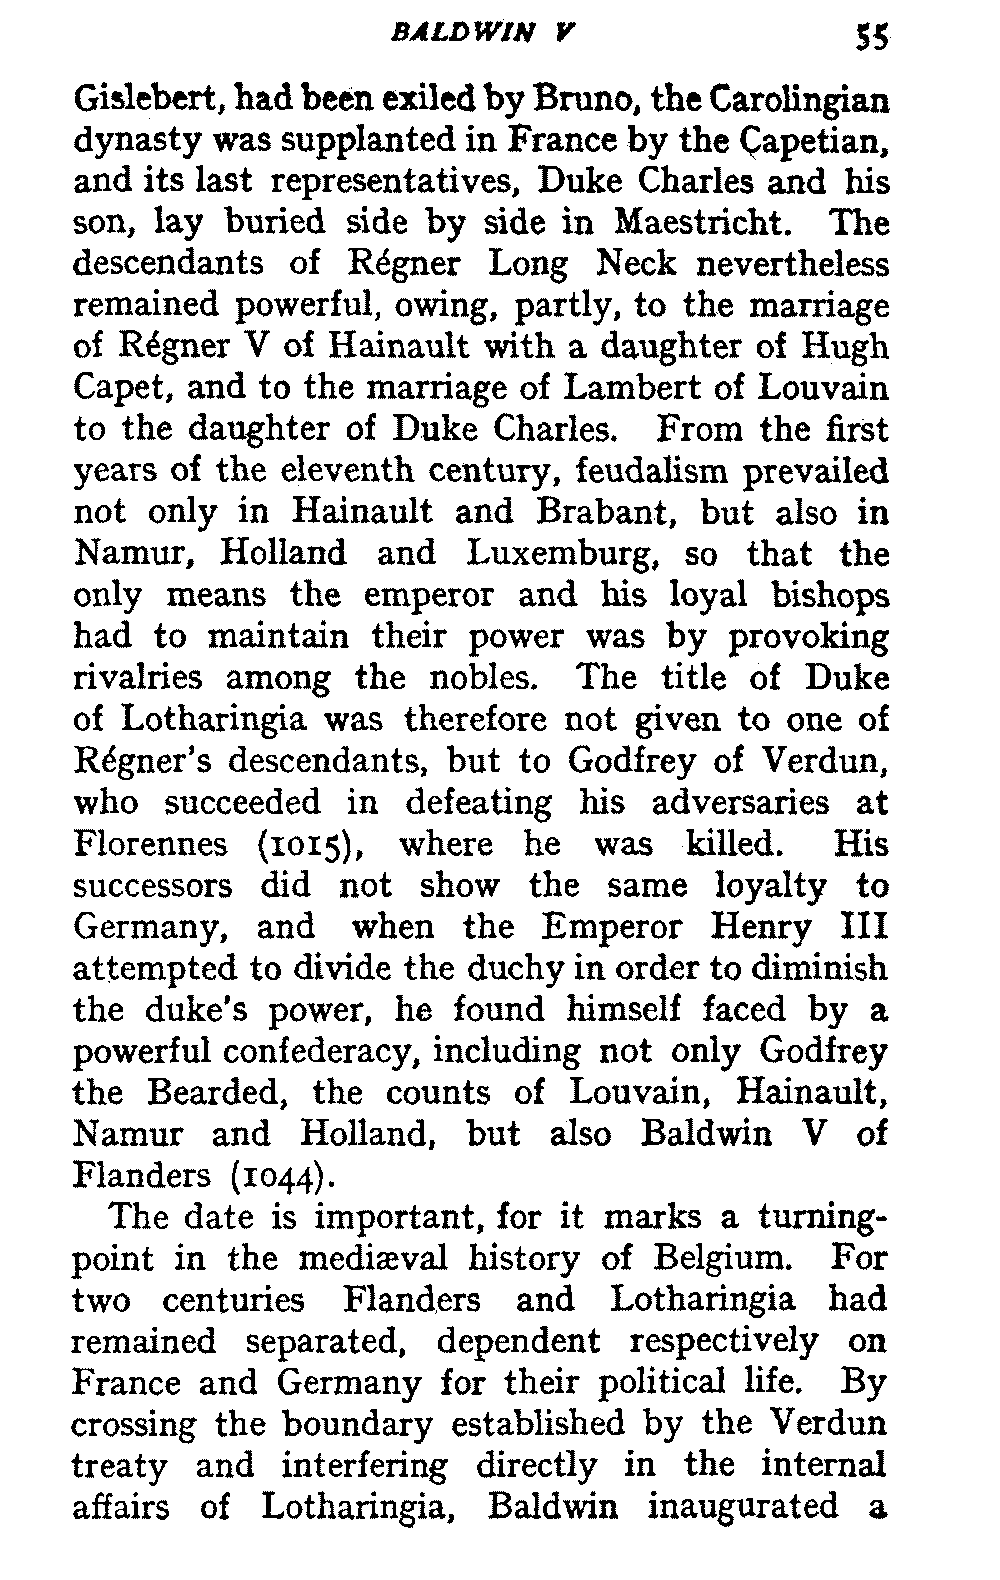 BALDWIN V 55
Gislebert, had been exiled by Bruno, the Carolingian
dynasty was supplanted in France by the Çapetian,
and its last representatives, Duke Charles and his
son, lay buried side by side in Maestricht. The
descendants of Régner Long Neck nevertheless
remained powerful, owing, partly, to the marriage
of Régner V of Hainault with a daughter of Hugh
Capet, and to the marriage of Lambert of Louvain
to the daughter of Duke Charles. From the first
years of the eleventh century, feudalism prevailed
not only in Hainault and Brabant, but also in
Namur, Holland and Luxemburg, so that the
only means the emperor and his loyal bishops
had to maintain their power was by provoking
rivalries among the nobles. The title of Duke
of Lotharingia was therefore not given to one of
Régner's descendants, but to Godfrey of Verdun,
who succeeded in defeating his adversaries at
Florennes (1015), where he was killed. His
successors did not show the same loyalty to
Germany, and when the Emperor Henry III
attempted to divide the duchy in order to diminish
the duke's power, he found himself faced by a
powerful confederacy, including not only Godfrey
the Bearded, the counts of Louvain, Hainault,
Namur and Holland, but also Baldwin V of
Flanders (1044).
The date is important, for it marks a turning-
point in the mediæval history of Belgium. For
two centuries Flanders and Lotharingia had
remained separated, dependent respectively on
France and Germany for their political life. By
crossing the boundary established by the Verdun
treaty and interfering directly in the internal
affairs of Lotharingia, Baldwin inaugurated a